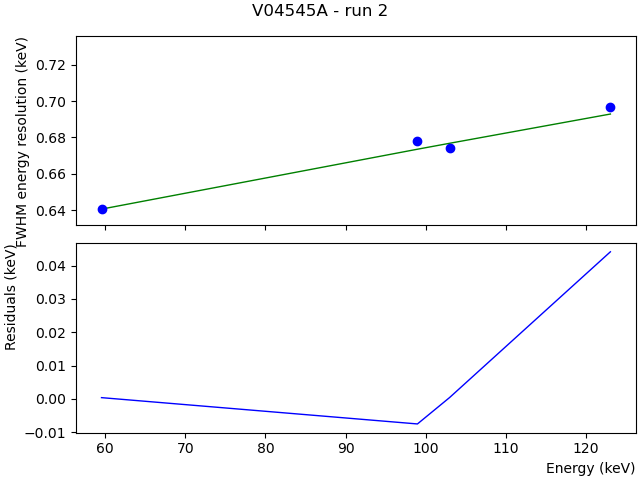 V04545A - run 2
FWHM energy resolution (keV)
0.72
0.70
0.68
0.66
0.64
Residuals (keV)
0.04
0.03
0.02
0.01
0.00
−0.01
60 70 80 90 100 110 120
Energy (keV)